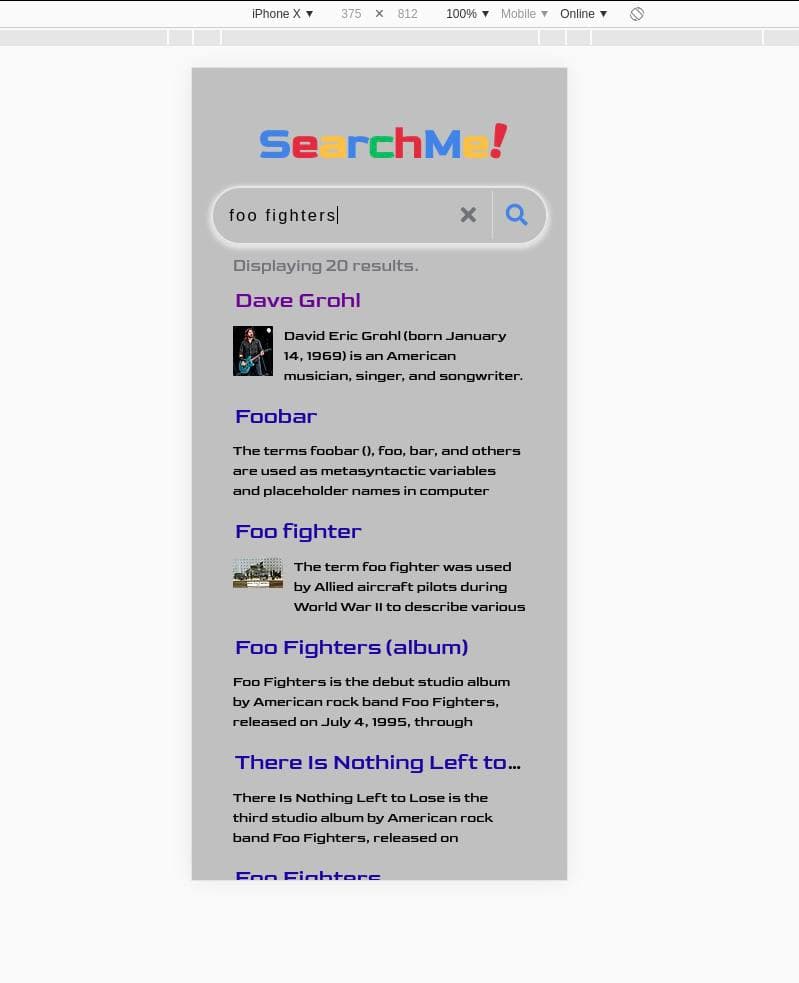 iPhone X ▼ 375 × 812 100% ▼ Mobile ▼ Online ▼
SearchMe!
foo fighters
Displaying 20 results.
Dave Grohl
David Eric Grohl (born January
14, 1969) is an American
musician, singer, and songwriter.
Foobar
The terms foobar (), foo, bar, and others
are used as metasyntactic variables
and placeholder names in computer
Foo fighter
The term foo fighter was used
by Allied aircraft pilots during
World War II to describe various
Foo Fighters (album)
Foo Fighters is the debut studio album
by American rock band Foo Fighters,
released on July 4, 1995, through
There Is Nothing Left to...
There Is Nothing Left to Lose is the
third studio album by American rock
band Foo Fighters, released on
Foo Fighters